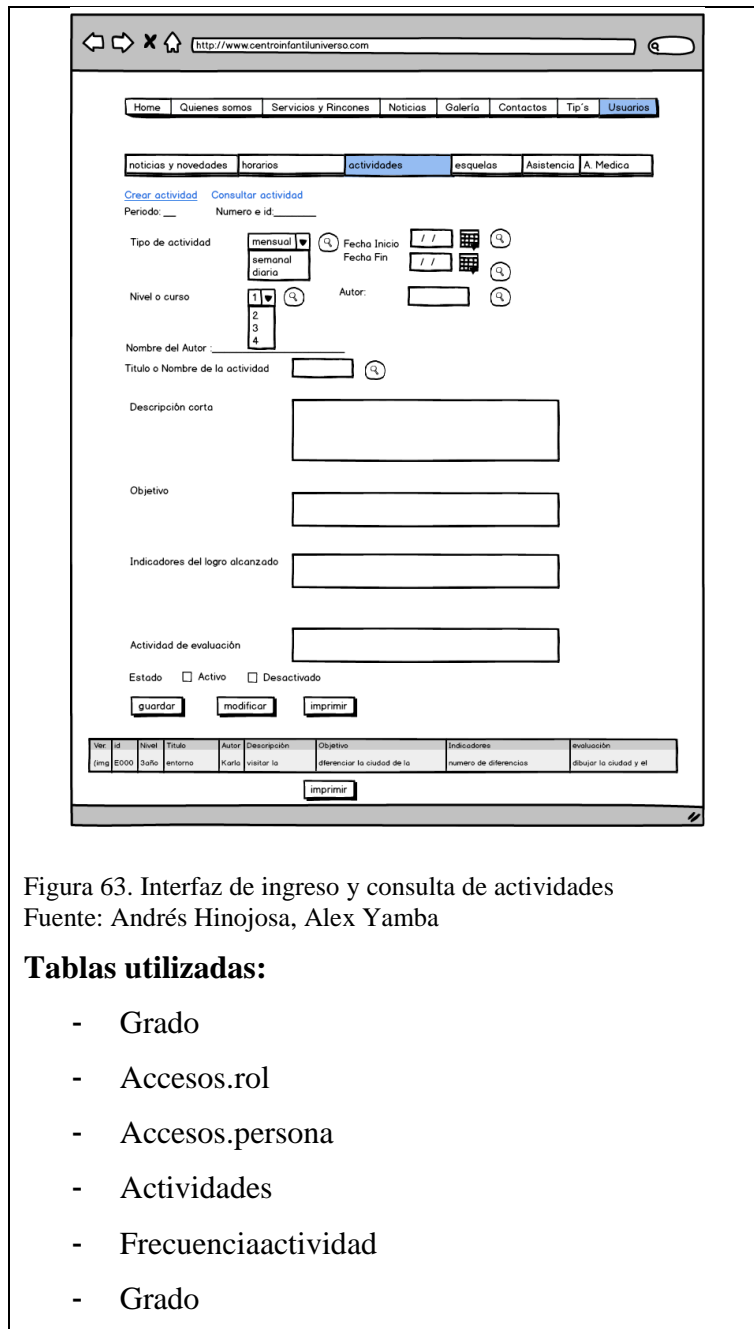 http://www.centroinfantiluniverso.com
Home Quienes somos Servicios y Rincones Noticias Galería Contactos Tip´s Usuarios
noticias y novedades horarios actividades esquelas Asistencia A. Medica
Crear actividad Consultar actividad
Periodo: __ Numero e id:_______
Tipo de actividad mensual Fecha Inicio / /
semanal Fecha Fin / /
diaria
Nivel o curso 1 Autor:
2
3
4
Nombre del Autor :______________________
Titulo o Nombre de la actividad
Descripción corta
Objetivo
Indicadores del logro alcanzado
Actividad de evaluación
Estado Activo Desactivado
guardar modificar imprimir
Ver. id Nivel Titulo Autor Descripción Objetivo Indicadores evaluación
(img E000 3año entorno Karla visitar la diferenciar la ciudad de la numero de diferencias dibujar la ciudad y el
imprimir
Figura 63. Interfaz de ingreso y consulta de actividades
Fuente: Andrés Hinojosa, Alex Yamba
Tablas utilizadas:
- Grado
- Accesos.rol
- Accesos.persona
- Actividades
- Frecuenciaactividad
- Grado